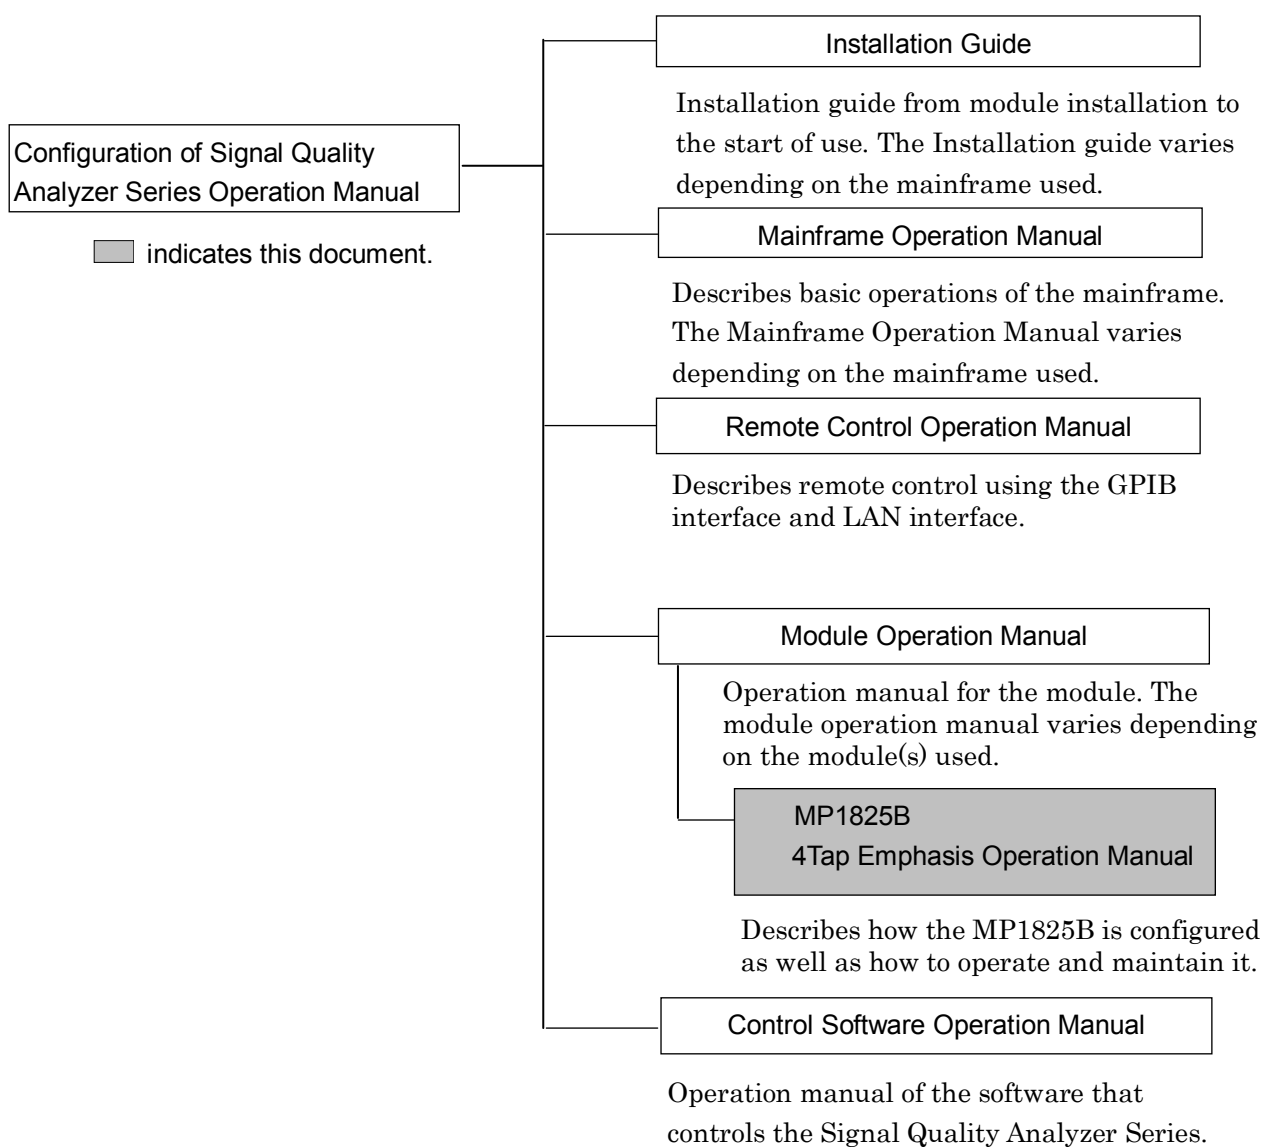 Installation Guide
Installation guide from module installation to
the start of use. The Installation guide varies
depending on the mainframe used.
Configuration of Signal Quality
Analyzer Series Operation Manual
indicates this document.
Mainframe Operation Manual
Describes basic operations of the mainframe.
The Mainframe Operation Manual varies
depending on the mainframe used.
Remote Control Operation Manual
Describes remote control using the GPIB
interface and LAN interface.
Module Operation Manual
Operation manual for the module. The
module operation manual varies depending
on the module(s) used.
MP1825B
4Tap Emphasis Operation Manual
Describes how the MP1825B is configured
as well as how to operate and maintain it.
Control Software Operation Manual
Operation manual of the software that
controls the Signal Quality Analyzer Series.